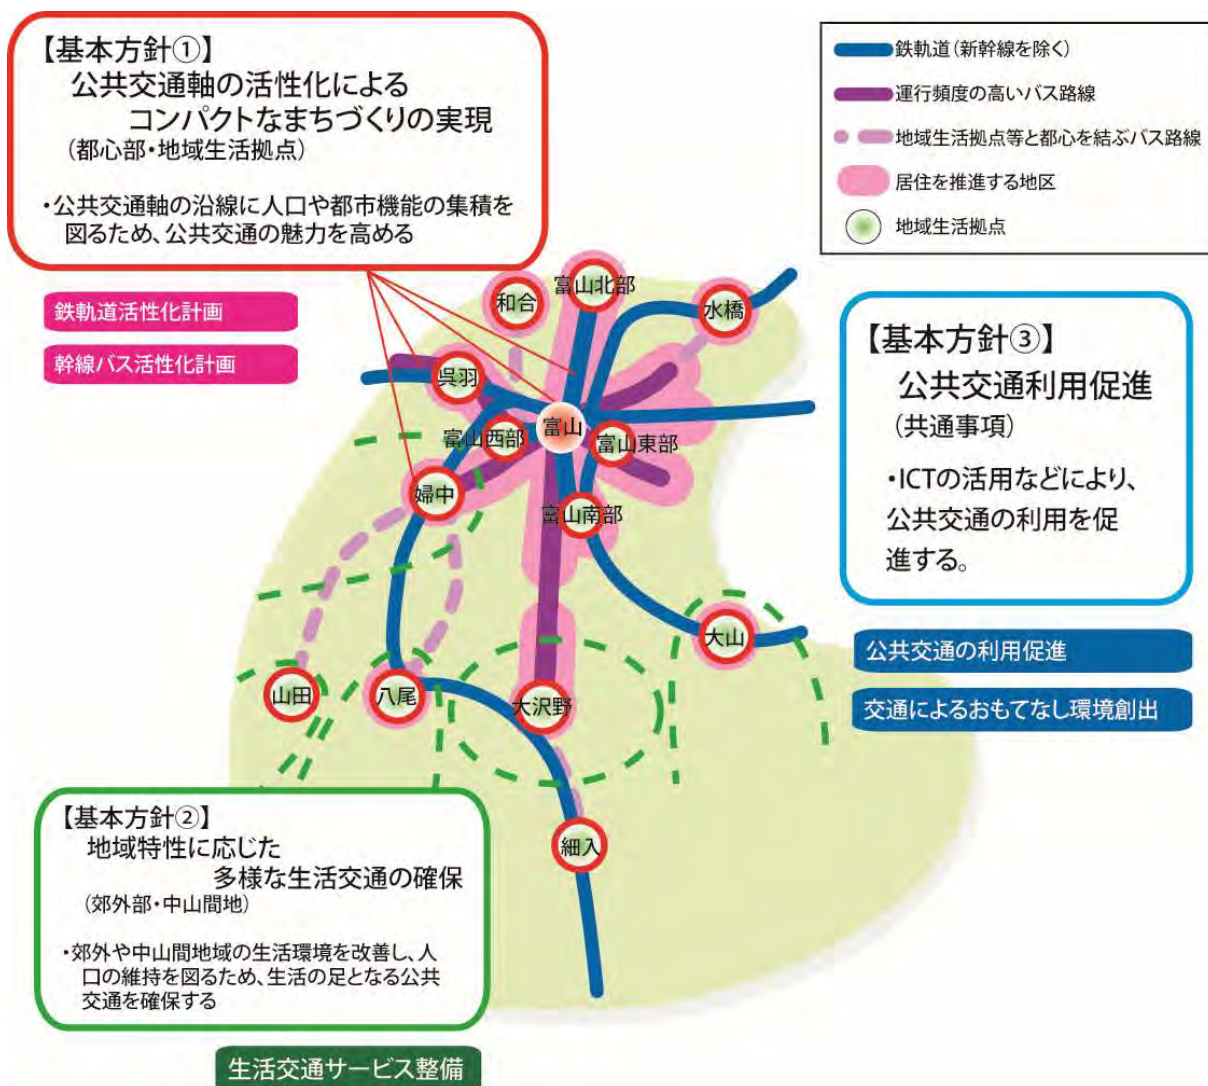 【基本方針①】
公共交通軸の活性化による
コンパクトなまちづくりの実現
(都心部・地域生活拠点)
・公共交通軸の沿線に人口や都市機能の集積を
図るため、公共交通の魅力を高める
鉄軌道活性化計画
幹線バス活性化計画
鉄軌道(新幹線を除く)
運行頻度の高いバス路線
地域生活拠点等と都心を結ぶバス路線
居住を推進する地区
地域生活拠点
富山北部
和合
水橋
呉羽
富山
富山西部
富山東部
婦中
富山南部
大山
山田
八尾
大沢野
細入
【基本方針③】
公共交通利用促進
(共通事項)
・ICTの活用などにより、
公共交通の利用を促
進する。
公共交通の利用促進
交通によるおもてなし環境創出
【基本方針②】
地域特性に応じた
多様な生活交通の確保
(郊外部・中山間地)
・郊外や中山間地域の生活環境を改善し、人
口の維持を図るため、生活の足となる公共
交通を確保する
生活交通サービス整備